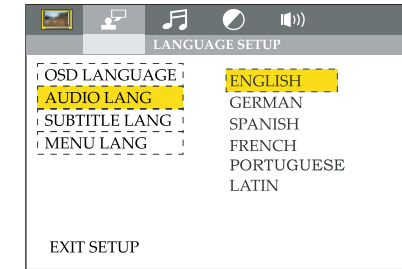 LANGUAGE SETUP
OSD LANGUAGE
AUDIO LANG
SUBTITLE LANG
MENU LANG
ENGLISH
GERMAN
SPANISH
FRENCH
PORTUGUESE
LATIN
EXIT SETUP